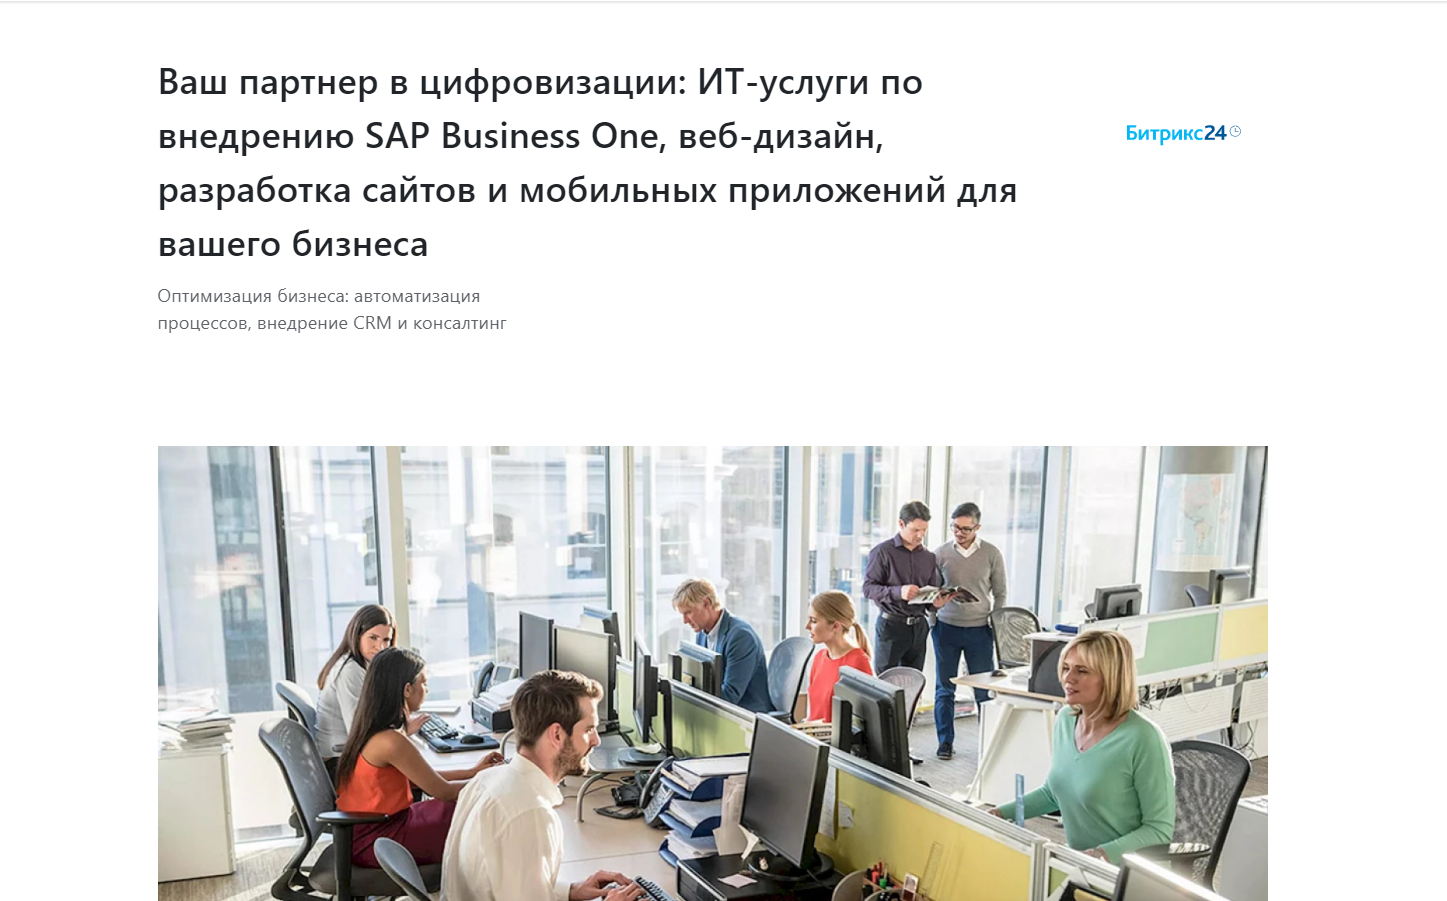 Ваш партнер в цифровизации: ИТ-услуги по
внедрению SAP Business One, веб-дизайн,
разработка сайтов и мобильных приложений для
вашего бизнеса
Битрикс24
Оптимизация бизнеса: автоматизация
процессов, внедрение CRM и консалтинг